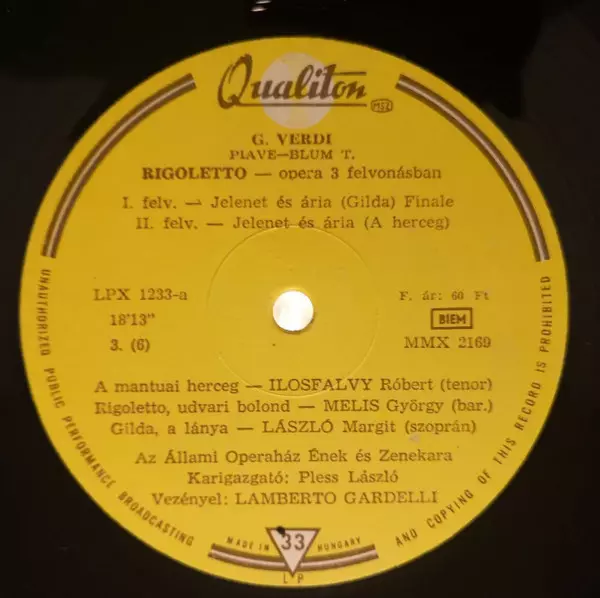 Qualiton
MSZ
G. VERDI
PIAVE—BLUM T.
RIGOLETTO — opera 3 felvonásban
I. felv. — Jelenet és ária (Gilda) Finale
II. felv. — Jelenet és ária (A herceg)
LPX 1233-a
F. ár: 60 Ft
18'13"
BIEM
3. (6)
MMX 2169
A mantuai herceg — ILOSFALVY Róbert (tenor)
Rigoletto, udvari bolond — MELIS György (bar.)
Gilda, a lánya — LÁSZLÓ Margit (szoprán)
Az Állami Operaház Ének és Zenekara
Karigazgató: Pless László
Vezényel: LAMBERTO GARDELLI
UNAUTHORIZED PUBLIC PERFORMANCE BROADCASTING AND COPYING OF THIS RECORD IS PROHIBITED
MADE IN 33 HUNGARY
LP